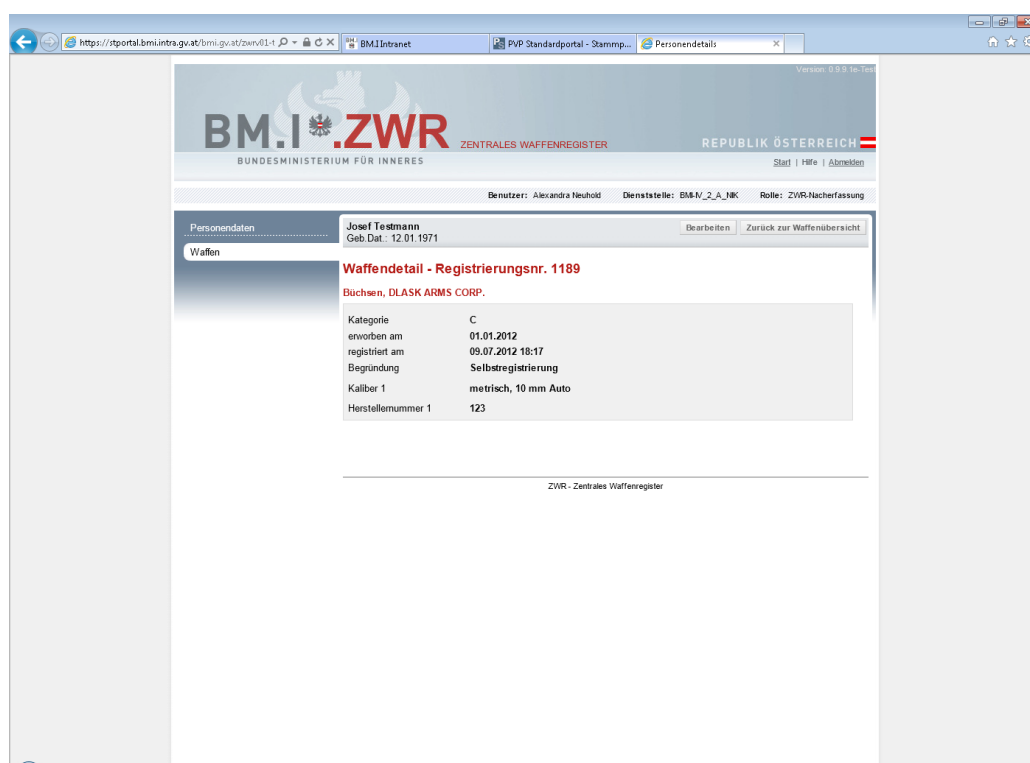 https://stportal.bmi.intra.gv.at/bmi.gv.at/zwrv01-t
BM.I Intranet
PVP Standardportal - Stammp...
Personendetails
Version: 0.9.9.1e-Test
BM.I .ZWR ZENTRALES WAFFENREGISTER
REPUBLIK ÖSTERREICH
BUNDESMINISTERIUM FÜR INNERES
Start | Hilfe | Abmelden
Benutzer: Alexandra Neuhold Dienststelle: BMI-IV_2_A_NIK Rolle: ZWR-Nacherfassung
Personendaten
Waffen
Josef Testmann
Geb.Dat.: 12.01.1971
Bearbeiten
Zurück zur Waffenübersicht
Waffendetail - Registrierungsnr. 1189
Büchsen, DLASK ARMS CORP.
Kategorie C
erworben am 01.01.2012
registriert am 09.07.2012 18:17
Begründung Selbstregistrierung
Kaliber 1 metrisch, 10 mm Auto
Herstellernummer 1 123
ZWR - Zentrales Waffenregister